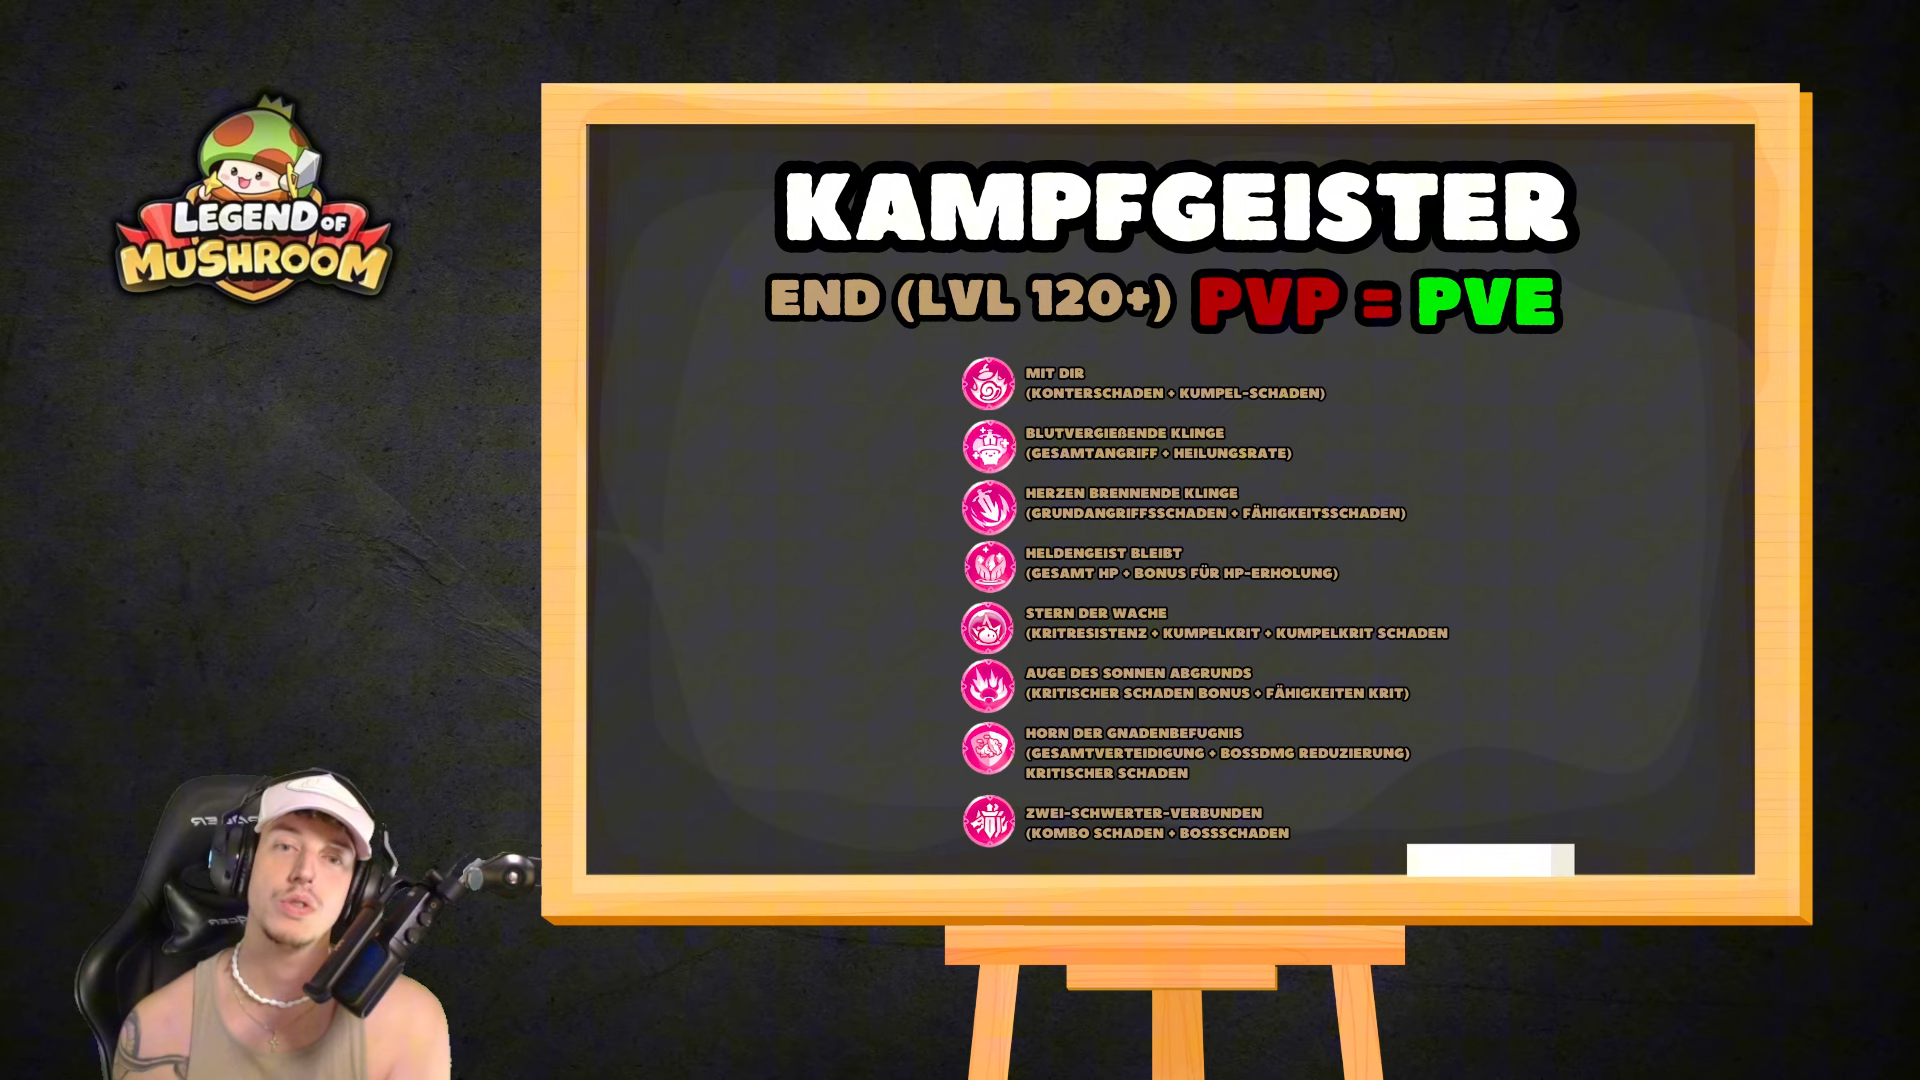 LEGEND OF
MUSHROOM
KAMPFGEISTER
END (LVL 120+) PVP = PVE
MIT DIR
(KONTERSCHADEN + KUMPEL-SCHADEN)
BLUTVERGIEßENDE KLINGE
(GESAMTANGRIFF + HEILUNGSRATE)
HERZEN BRENNENDE KLINGE
(GRUNDANGRIFFSSCHADEN + FÄHIGKEITSSCHADEN)
HELDENGEIST BLEIBT
(GESAMT HP + BONUS FÜR HP-ERHOLUNG)
STERN DER WACHE
(KRITRESISTENZ + KUMPELKRIT + KUMPELKRIT SCHADEN
AUGE DES SONNEN ABGRUNDS
(KRITISCHER SCHADEN BONUS + FÄHIGKEITEN KRIT)
HORN DER GNADENBEFUGNIS
(GESAMTVERTEIDIGUNG + BOSSDMG REDUZIERUNG)
KRITISCHER SCHADEN
ZWEI-SCHWERTER-VERBUNDEN
(KOMBO SCHADEN + BOSSSCHADEN